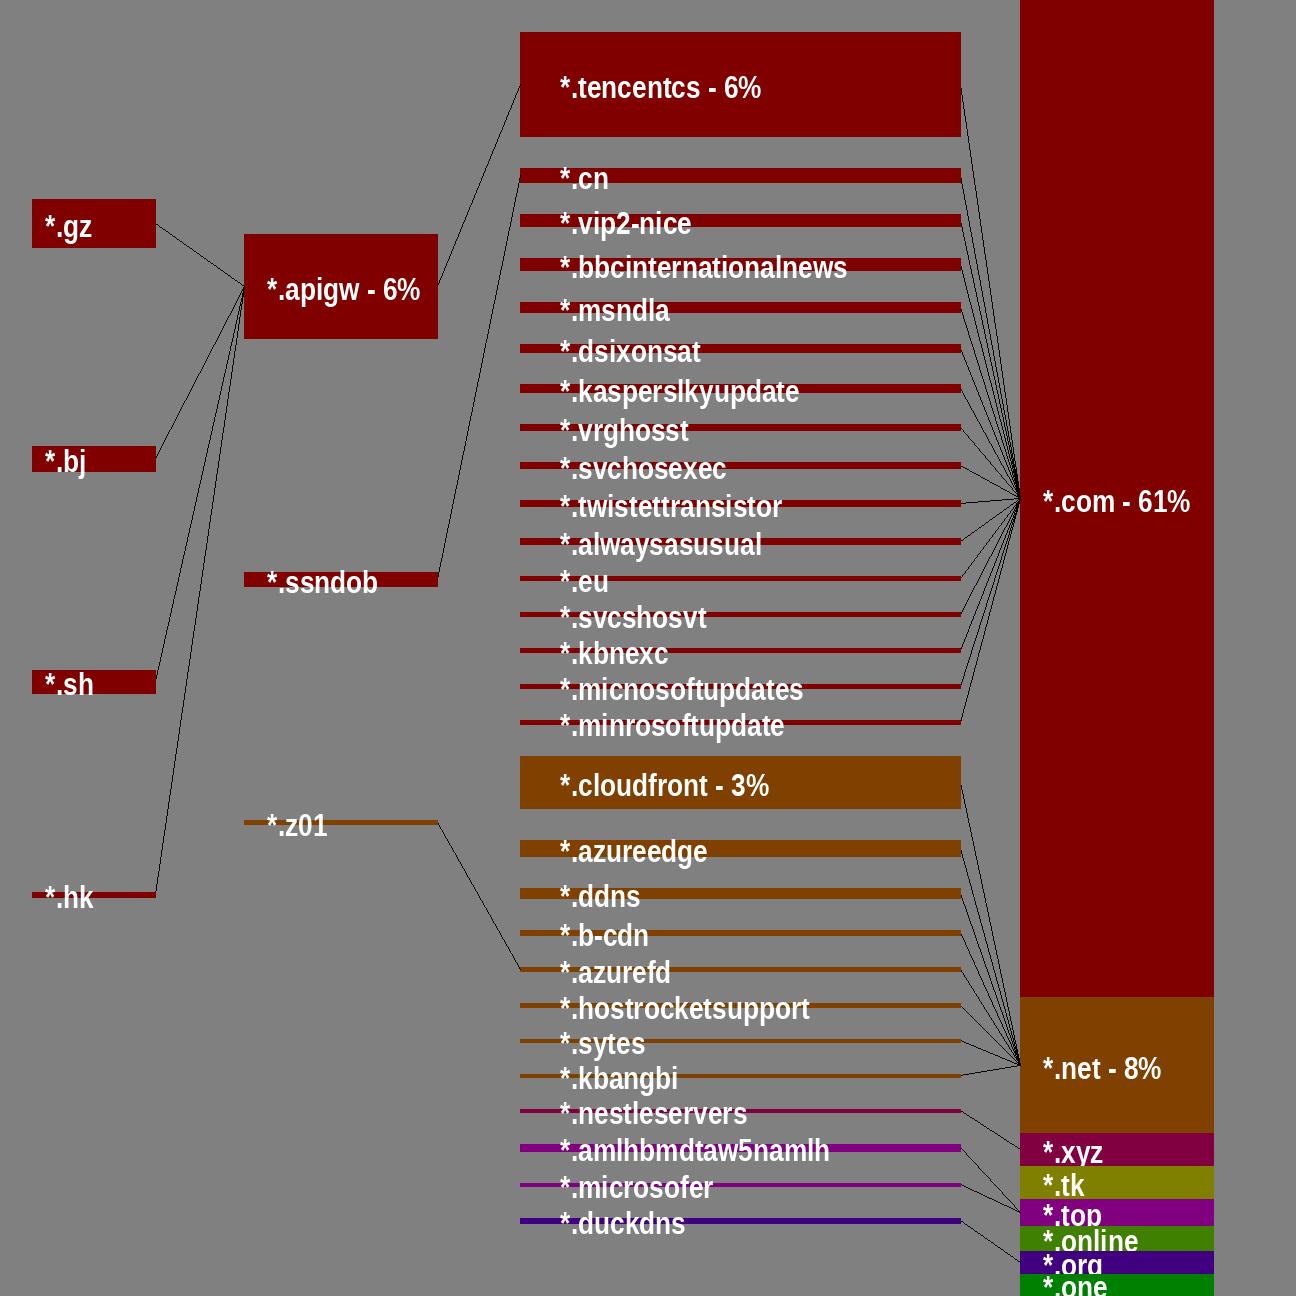 *.gz
*.bj
*.sh
*.hk
*.apigw - 6%
*.ssndob
*.z01
*.tencentcs - 6%
*.cn
*.vip2-nice
*.bbcinternationalnews
*.msndla
*.dsixonsat
*.kasperslkyupdate
*.vrghosst
*.svchosexec
*.twistettransistor
*.alwaysasusual
*.eu
*.svcshosvt
*.kbnexc
*.micnosoftupdates
*.minrosoftupdate
*.cloudfront - 3%
*.azureedge
*.ddns
*.b-cdn
*.azurefd
*.hostrocketsupport
*.sytes
*.kbangbi
*.nestleservers
*.amlhbmdtaw5namlh
*.microsofer
*.duckdns
*.com - 61%
*.net - 8%
*.xyz
*.tk
*.top
*.online
*.org
*.one